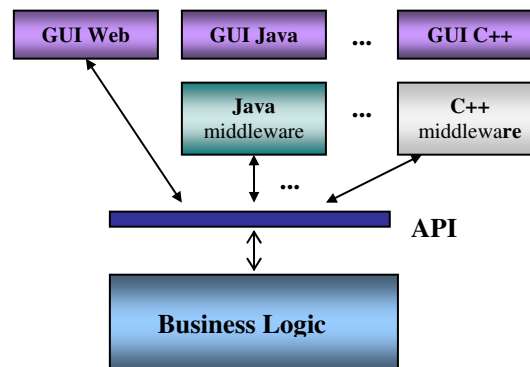 GUI Web GUI Java ... GUI C++
Java ... C++
middleware middleware
...
API
Business Logic